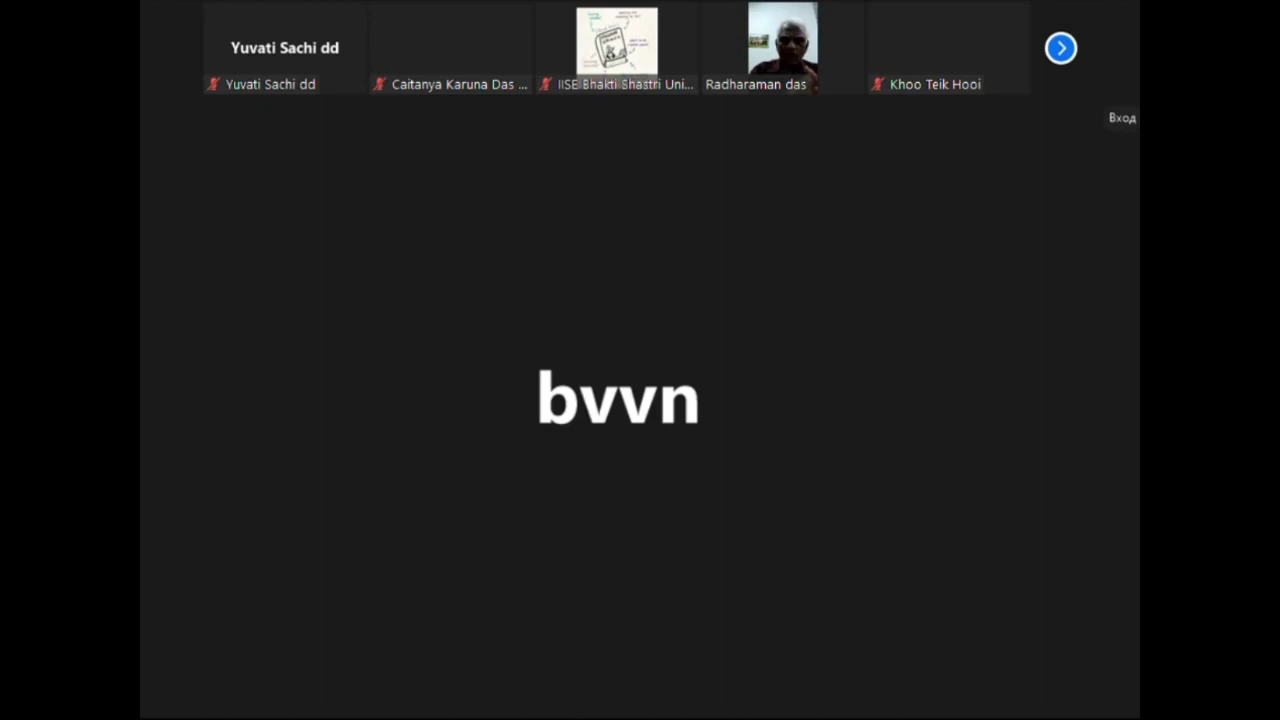 Yuvati Sachi dd
Yuvati Sachi dd
Caitanya Karuna Das ...
IISE Bhakti Shastri Uni...
Radharaman das
Khoo Teik Hooi
Вход
bvvn